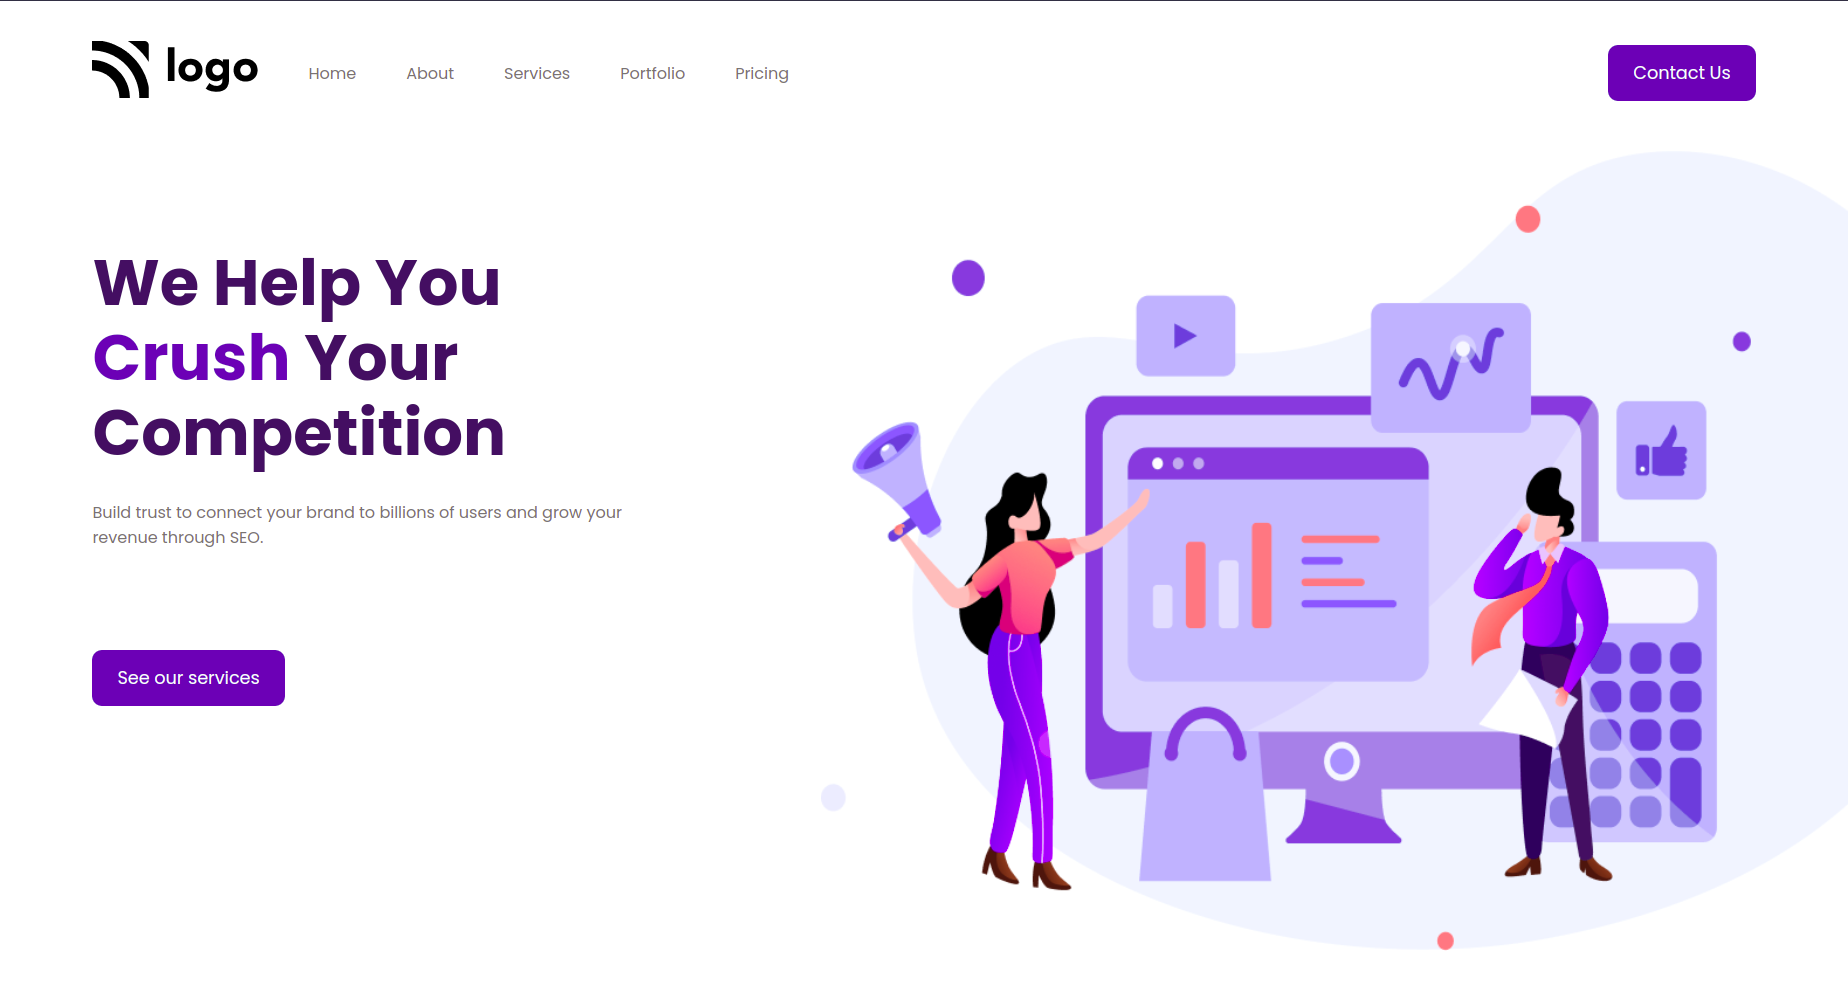 logo
Home About Services Portfolio Pricing
Contact Us
We Help You
Crush Your
Competition
Build trust to connect your brand to billions of users and grow your
revenue through SEO.
See our services